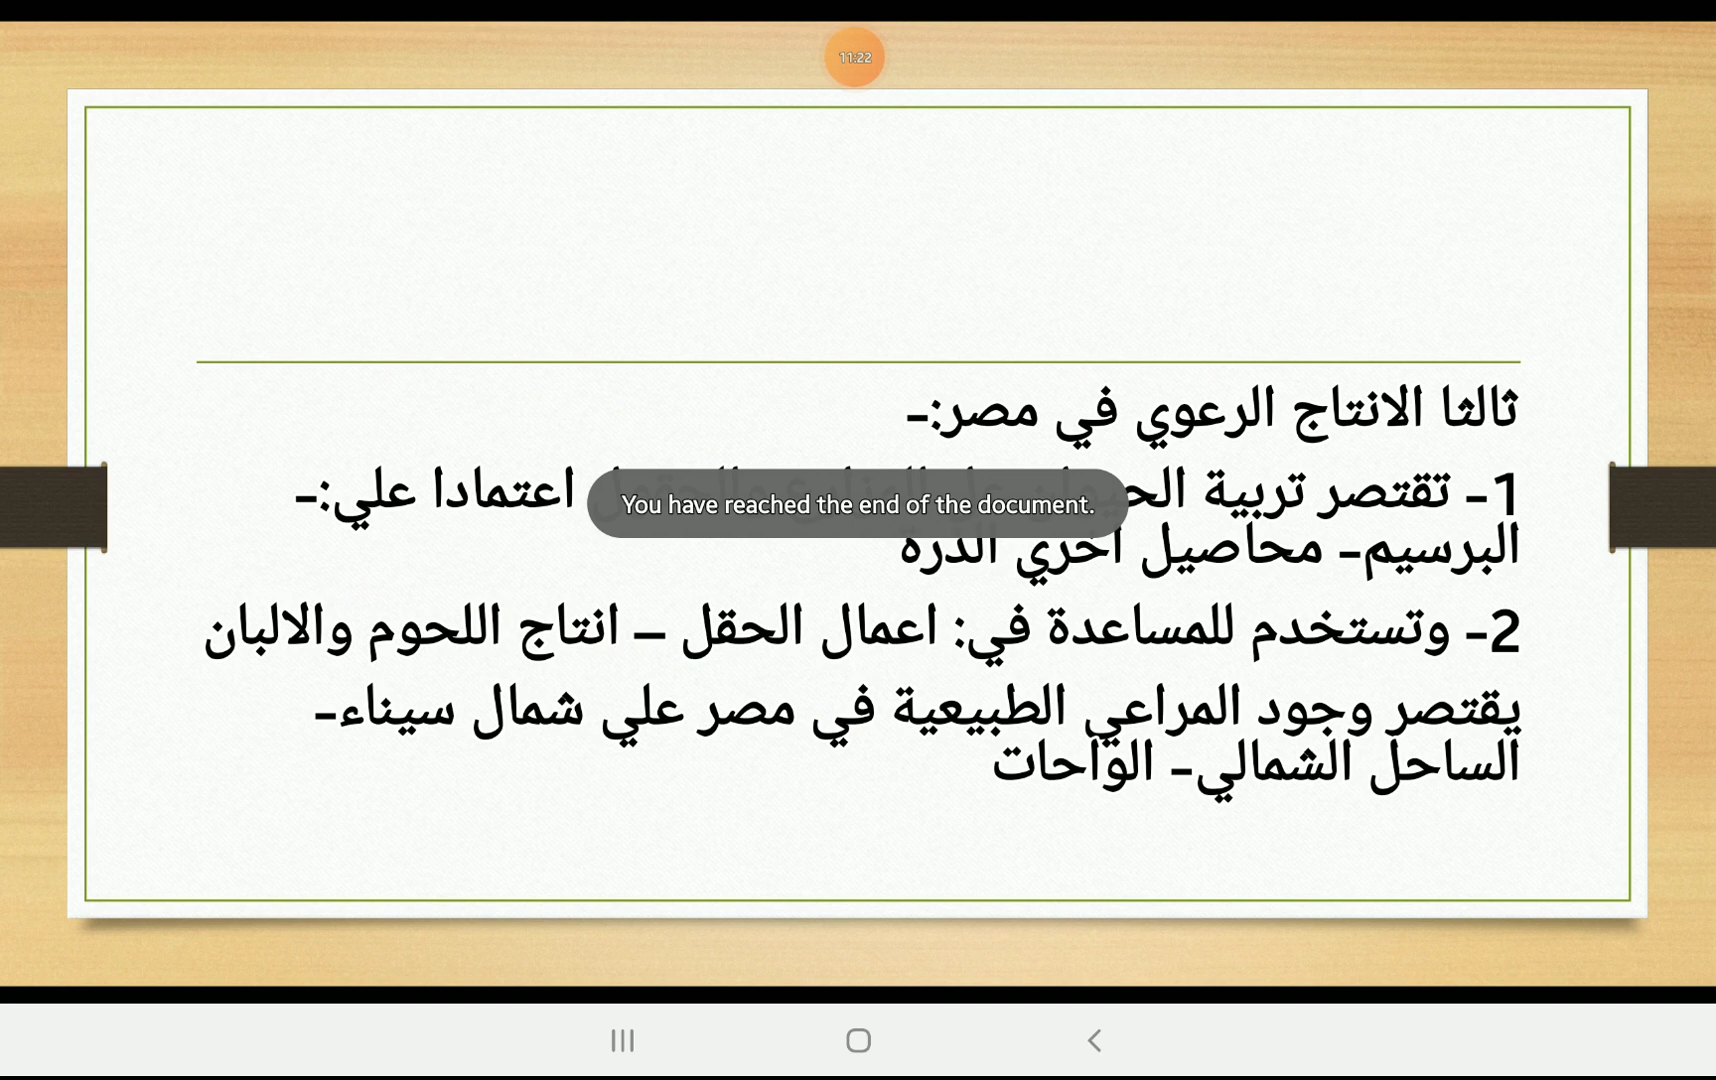 11:22
ثالثا الانتاج الرعوي في مصر:-
1- تقتصر تربية اعتمادا علي:-
You have reached the end of the document.
البرسيم- محاصيل اخري الذرة
2- وتستخدم للمساعدة في: اعمال الحقل – انتاج اللحوم والالبان
يقتصر وجود المراعي الطبيعية في مصر علي شمال سيناء-
الساحل الشمالي- الواحات